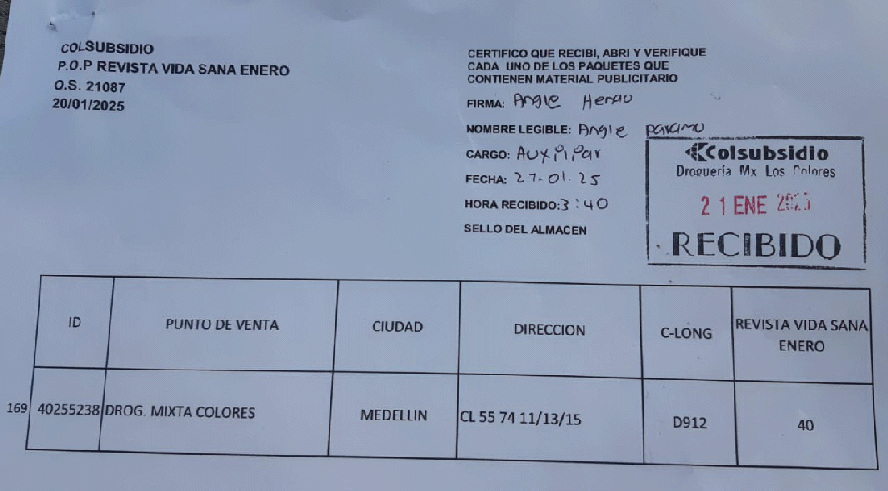 COLSUBSIDIO
P.O.P REVISTA VIDA SANA ENERO
O.S. 21087
20/01/2025
CERTIFICO QUE RECIBI, ABRI Y VERIFIQUE
CADA UNO DE LOS PAQUETES QUE
CONTIENEN MATERIAL PUBLICITARIO
FIRMA: Angie
NOMBRE LEGIBLE: Angie paramo
CARGO: Auxiliar
FECHA: 27-01-25
HORA RECIBIDO: 3:40
SELLO DEL ALMACEN
Colsubsidio
Droguería Mx Los Colores
21 ENE 2025
RECIBIDO
ID PUNTO DE VENTA CIUDAD DIRECCION C-LONG REVISTA VIDA SANA ENERO
169 40255238 DROG. MIXTA COLORES MEDELLIN CL 55 74 11/13/15 D912 40